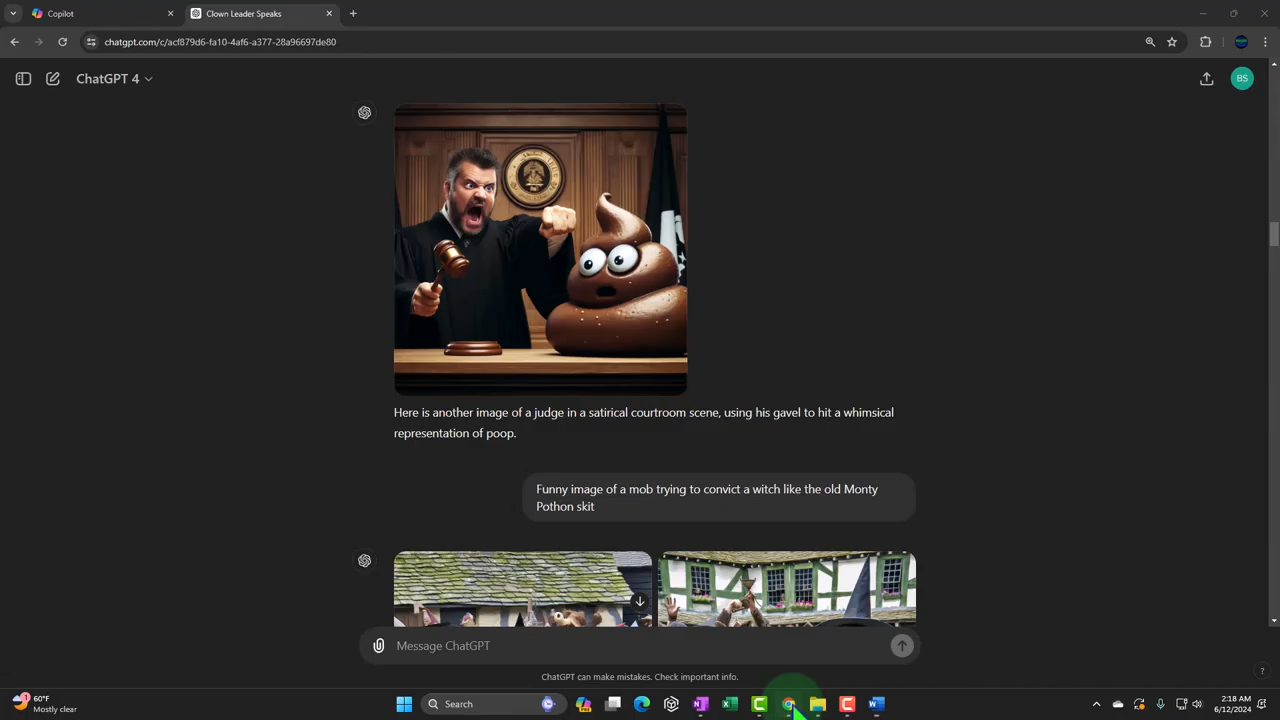 Copilot
Clown Leader Speaks
chatgpt.com/c/acf879d6-fa10-4af6-a377-28a96697de80
ChatGPT 4
BS
Here is another image of a judge in a satirical courtroom scene, using his gavel to hit a whimsical
representation of poop.
Funny image of a mob trying to convict a witch like the old Monty
Pothon skit
Message ChatGPT
ChatGPT can make mistakes. Check important info.
?
1
60°F
Mostly clear
Search
2:18 AM
6/12/2024